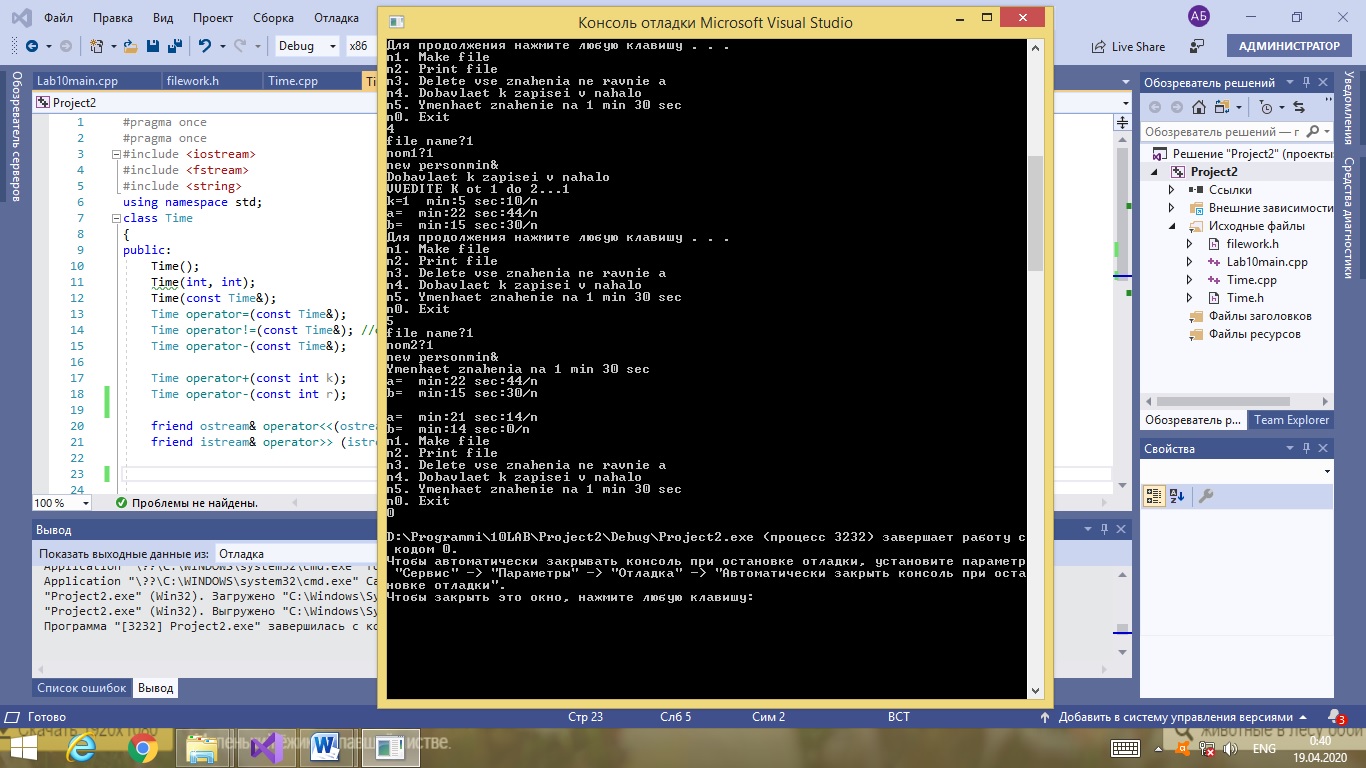 Файл Правка Вид Проект Сборка Отладка
Консоль отладки Microsoft Visual Studio
АБ
Debug x86
Live Share
АДМИНИСТРАТОР
Обозреватель серверов
Lab10main.cpp filework.h Time.cpp
Project2
1 #pragma once
2 #pragma once
3 #include <iostream>
4 #include <fstream>
5 #include <string>
6 using namespace std;
7 class Time
8 {
9 public:
10 Time();
11 Time(int, int);
12 Time(const Time&);
13 Time operator=(const Time&);
14 Time operator!=(const Time&); //
15 Time operator-(const Time&);
16
17 Time operator+(const int k);
18 Time operator-(const int r);
19
20 friend ostream& operator<<(ostrea
21 friend istream& operator>> (istr
22
23
24
100 % Проблемы не найдены.
Вывод
Показать выходные данные из: Отладка
Application "\??\C:\WINDOWS\system32\cmd.exe" fo
Application "\??\C:\WINDOWS\system32\cmd.exe" Ca
"Project2.exe" (Win32). Загружено "C:\Windows\Sy
"Project2.exe" (Win32). Выгружено "C:\Windows\Sy
Программа "[3232] Project2.exe" завершилась с ко
Список ошибок Вывод
Для продолжения нажмите любую клавишу . . .
n1. Make file
n2. Print file
n3. Delete vse znahenia ne ravnie a
n4. Dobavlaet k zapisei v nahalo
n5. Ymenhaet znahenie na 1 min 30 sec
n0. Exit
4
file name?1
nom1?1
new personmin&
Dobavlaet k zapisei v nahalo
VVEDITE K ot 1 do 2...1
k=1 min:5 sec:10/n
a= min:22 sec:44/n
b= min:15 sec:30/n
Для продолжения нажмите любую клавишу . . .
n1. Make file
n2. Print file
n3. Delete vse znahenia ne ravnie a
n4. Dobavlaet k zapisei v nahalo
n5. Ymenhaet znahenie na 1 min 30 sec
n0. Exit
5
file name?1
nom2?1
new personmin&
Ymenhaet znahenia na 1 min 30 sec
a= min:22 sec:44/n
b= min:15 sec:30/n
a= min:21 sec:14/n
b= min:14 sec:0/n
n1. Make file
n2. Print file
n3. Delete vse znahenia ne ravnie a
n4. Dobavlaet k zapisei v nahalo
n5. Ymenhaet znahenie na 1 min 30 sec
n0. Exit
0
D:\Programmi\10LAB\Project2\Debug\Project2.exe (процесс 3232) завершает работу с
кодом 0.
Чтобы автоматически закрывать консоль при остановке отладки, установите параметр
"Сервис" -> "Параметры" -> "Отладка" -> "Автоматически закрыть консоль при оста
новке отладки".
Чтобы закрыть это окно, нажмите любую клавишу:
Обозреватель решений
Обозреватель решений — г
Решение "Project2" (проекты:
Project2
Ссылки
Внешние зависимости
Исходные файлы
filework.h
Lab10main.cpp
Time.cpp
Time.h
Файлы заголовков
Файлы ресурсов
Обозреватель р... Team Explorer
Свойства
Уведомления
Средства диагностики
Готово Стр 23 Слб 5 Сим 2 ВСТ Добавить в систему управления версиями 3
Скачать 1920x1080
животные в лесу обои
ENG
0:40
19.04.2020